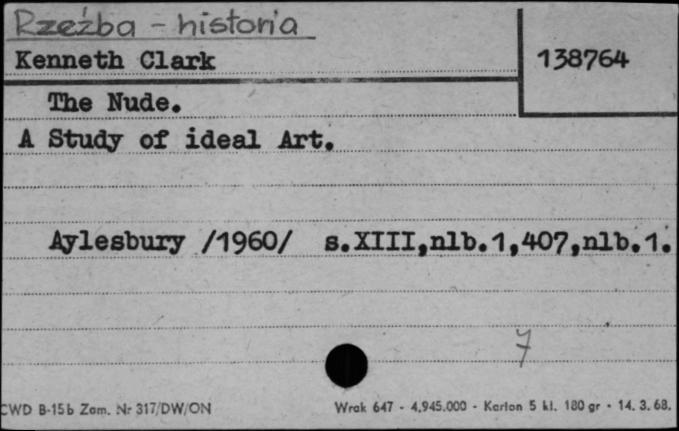 Rzeźba - historia
Kenneth Clark
138764
The Nude.
A Study of ideal Art.
Aylesbury /1960/ s.XIII,nlb.1,407,nlb.1.
7
CWD B-15b Zam. Nr 317/DW/ON Wrak 647 - 4.945.000 - Karton 5 kl. 180 gr - 14. 3. 68.